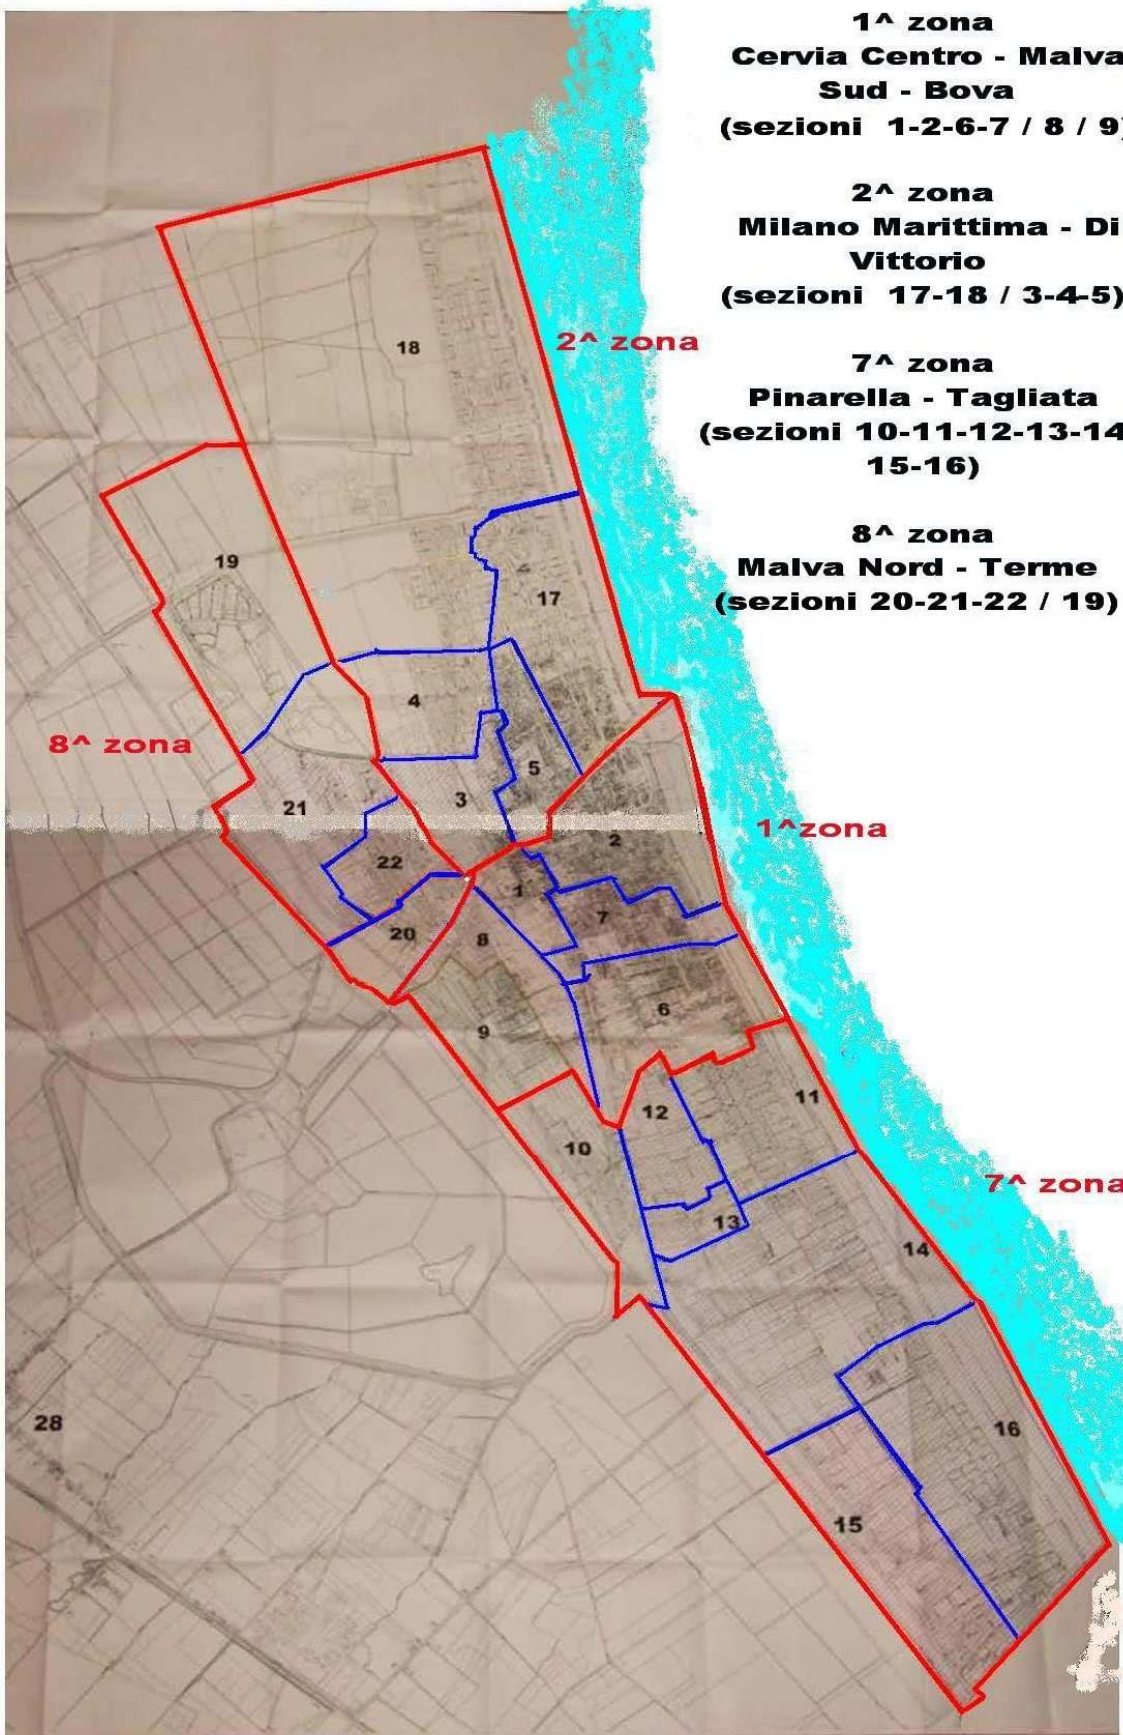 1^ zona
Cervia Centro - Malva
Sud - Bova
(sezioni 1-2-6-7 / 8 / 9)
2^ zona
Milano Marittima - Di
Vittorio
(sezioni 17-18 / 3-4-5)
7^ zona
Pinarella - Tagliata
(sezioni 10-11-12-13-14
15-16)
8^ zona
Malva Nord - Terme
(sezioni 20-21-22 / 19)
18
2^ zona
19
17
4
8^ zona
5
21
3
1^zona
2
22
1
7
20
8
6
9
11
12
10
7^ zona
13
14
28
16
15